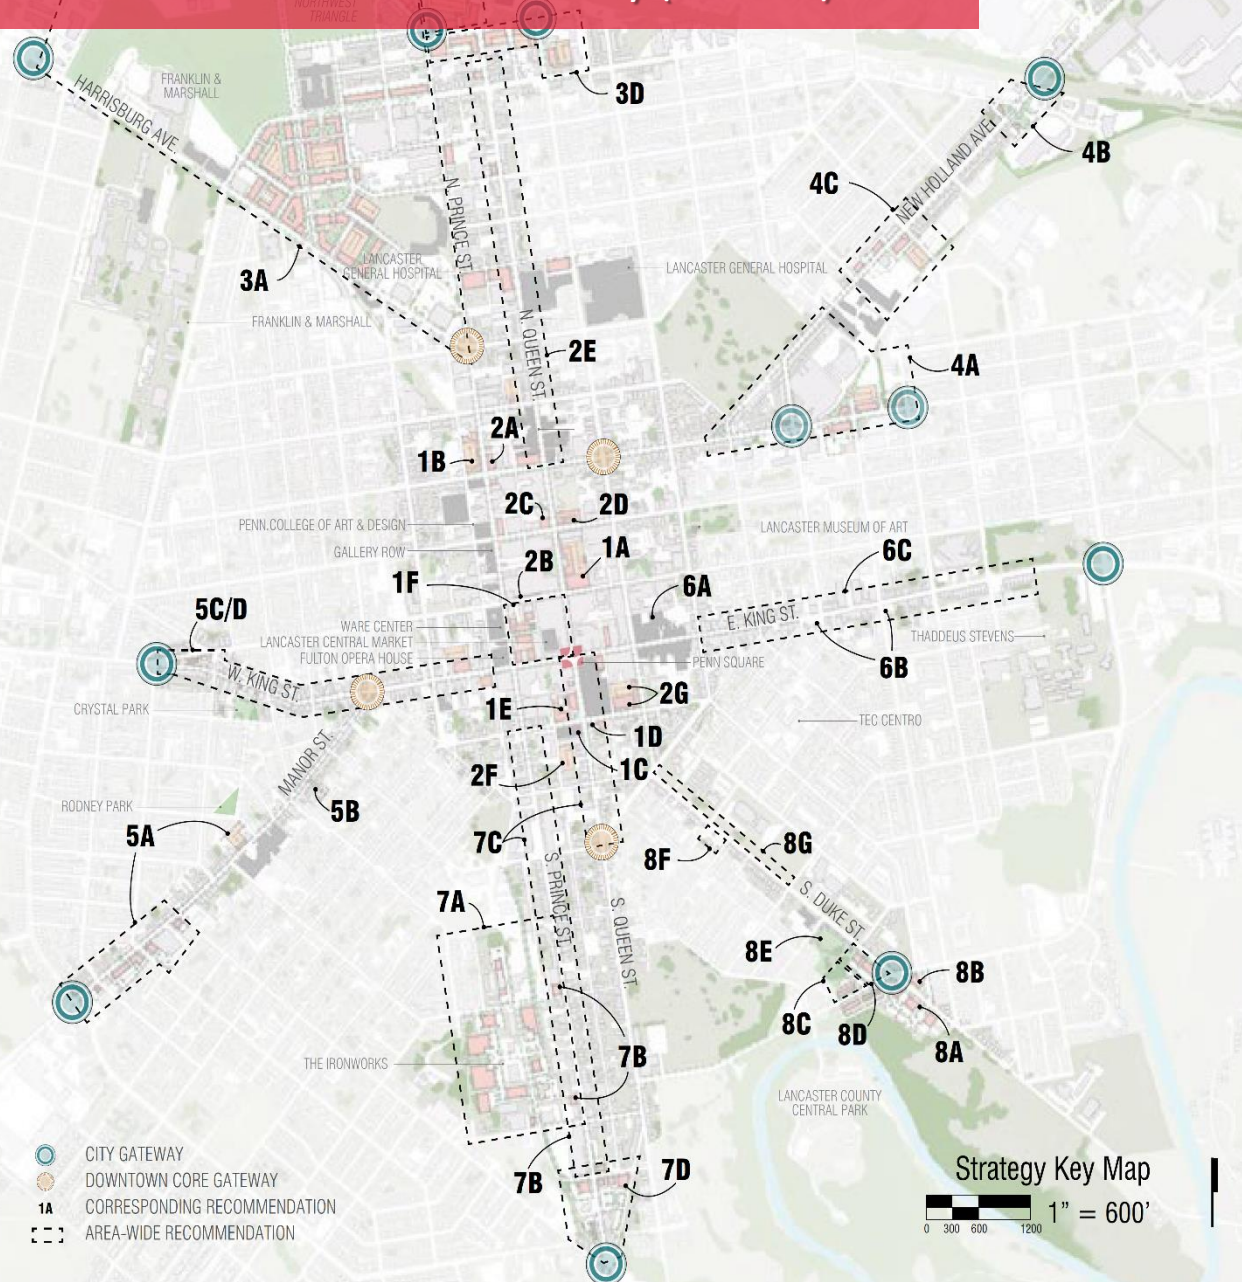 NORTHWEST
TRIANGLE
FRANKLIN &
MARSHALL
HARRISBURG AVE.
3D
4B
NEW HOLLAND AVE.
4C
N. PRINCE ST.
LANCASTER
GENERAL HOSPITAL
LANCASTER GENERAL HOSPITAL
3A
FRANKLIN & MARSHALL
N. QUEEN ST.
2E
4A
2A
1B
2C
2D
PENN.COLLEGE OF ART & DESIGN
LANCASTER MUSEUM OF ART
GALLERY ROW
6C
1A
2B
1F
6A
5C/D
WARE CENTER
E. KING ST.
THADDEUS STEVENS
LANCASTER CENTRAL MARKET
FULTON OPERA HOUSE
PENN SQUARE
6B
W. KING ST.
2G
CRYSTAL PARK
1E
TEC CENTRO
1D
MANOR ST.
1C
2F
RODNEY PARK
5B
5A
7C
8G
8F
S. PRINCE ST.
S. DUKE ST.
7A
S. QUEEN ST.
8E
8B
8C
8D
8A
7B
THE IRONWORKS
LANCASTER COUNTY
CENTRAL PARK
7B
7D
CITY GATEWAY
DOWNTOWN CORE GATEWAY
1A
CORRESPONDING RECOMMENDATION
AREA-WIDE RECOMMENDATION
Strategy Key Map
1" = 600'
0 300 600 1200